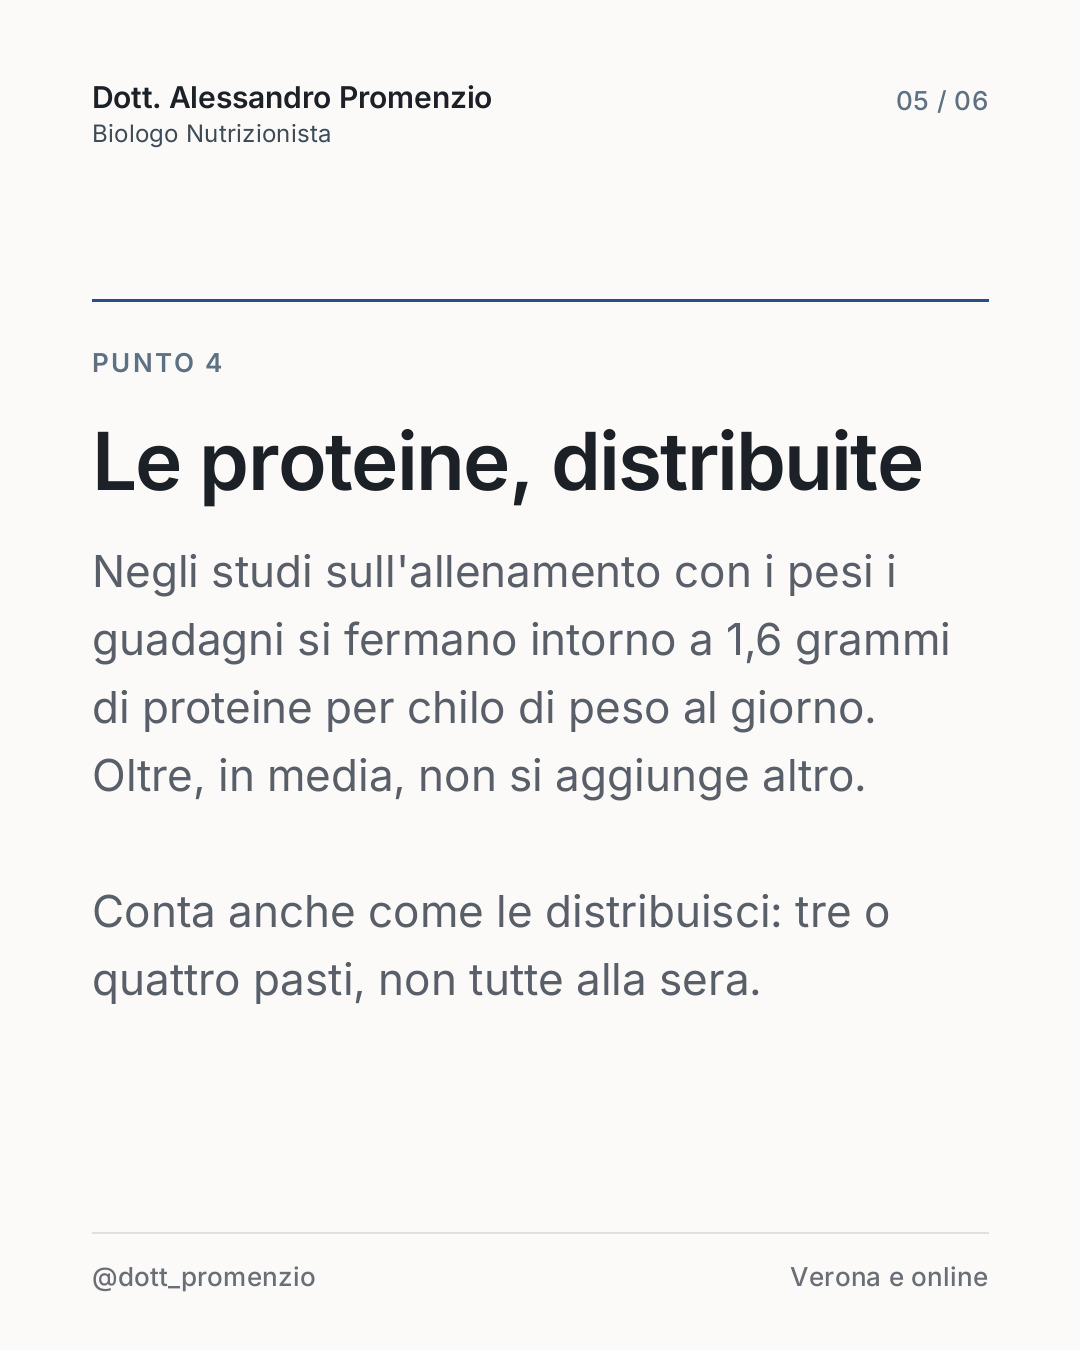 Dott. Alessandro Promenzio
Biologo Nutrizionista
05 / 06
PUNTO 4
Le proteine, distribuite
Negli studi sull'allenamento con i pesi i
guadagni si fermano intorno a 1,6 grammi
di proteine per chilo di peso al giorno.
Oltre, in media, non si aggiunge altro.
Conta anche come le distribuisci: tre o
quattro pasti, non tutte alla sera.
@dott_promenzio
Verona e online